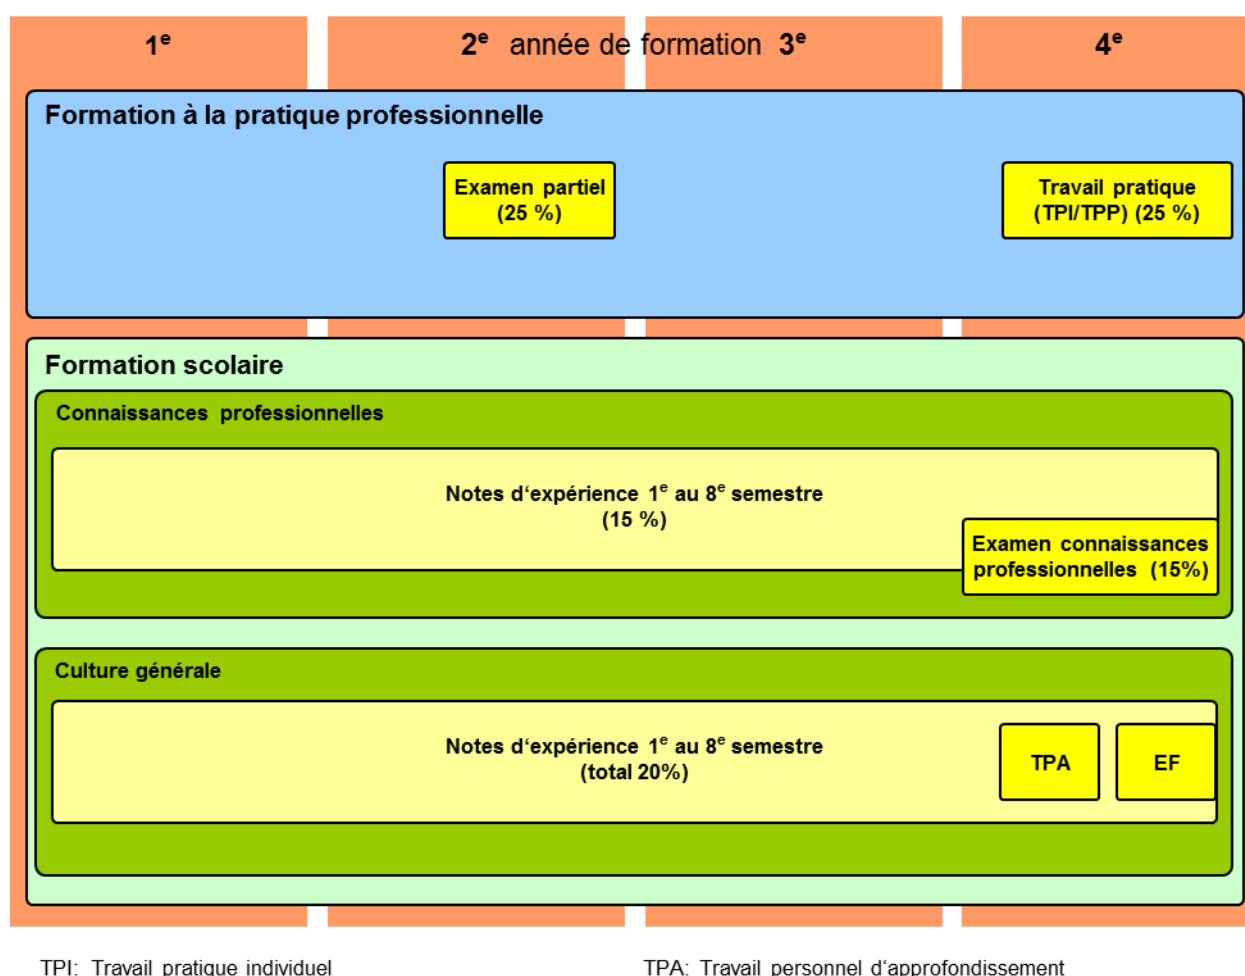 1e 2e année de formation 3e 4e
Formation à la pratique professionnelle
Examen partiel
(25 %)
Travail pratique
(TPI/TPP) (25 %)
Formation scolaire
Connaissances professionnelles
Notes d‘expérience 1e au 8e semestre
(15 %)
Examen connaissances
professionnelles (15%)
Culture générale
Notes d‘expérience 1e au 8e semestre
(total 20%)
TPA
EF
TPI: Travail pratique individuel
TPA: Travail personnel d‘approfondissement